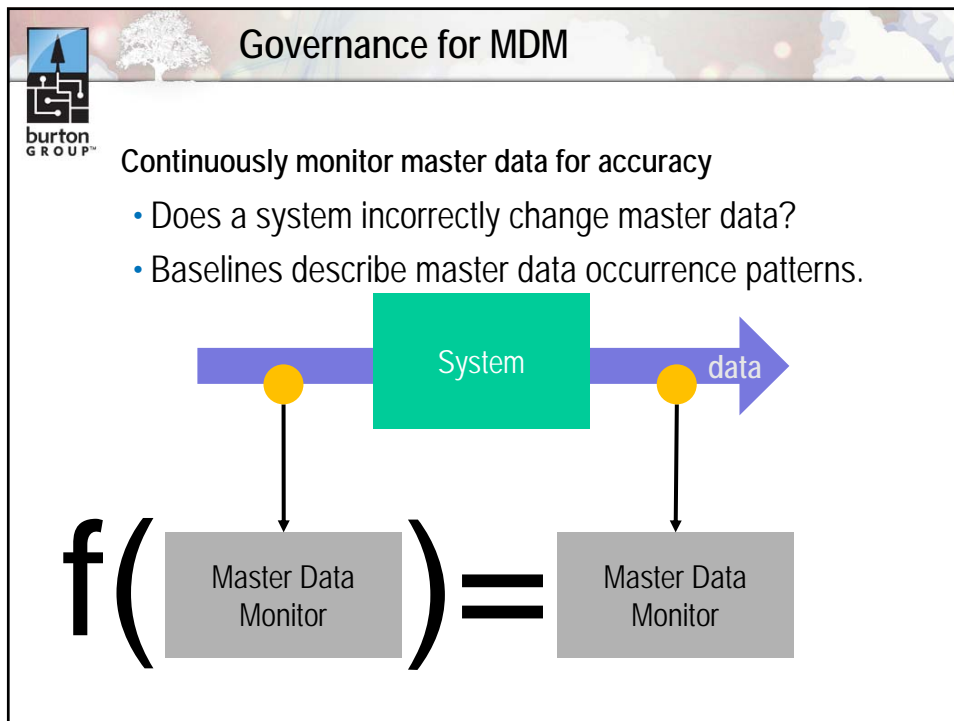 Governance for MDM
burton
GROUP™
Continuously monitor master data for accuracy
• Does a system incorrectly change master data?
• Baselines describe master data occurrence patterns.
System
data
f(
Master Data
Monitor
)=
Master Data
Monitor